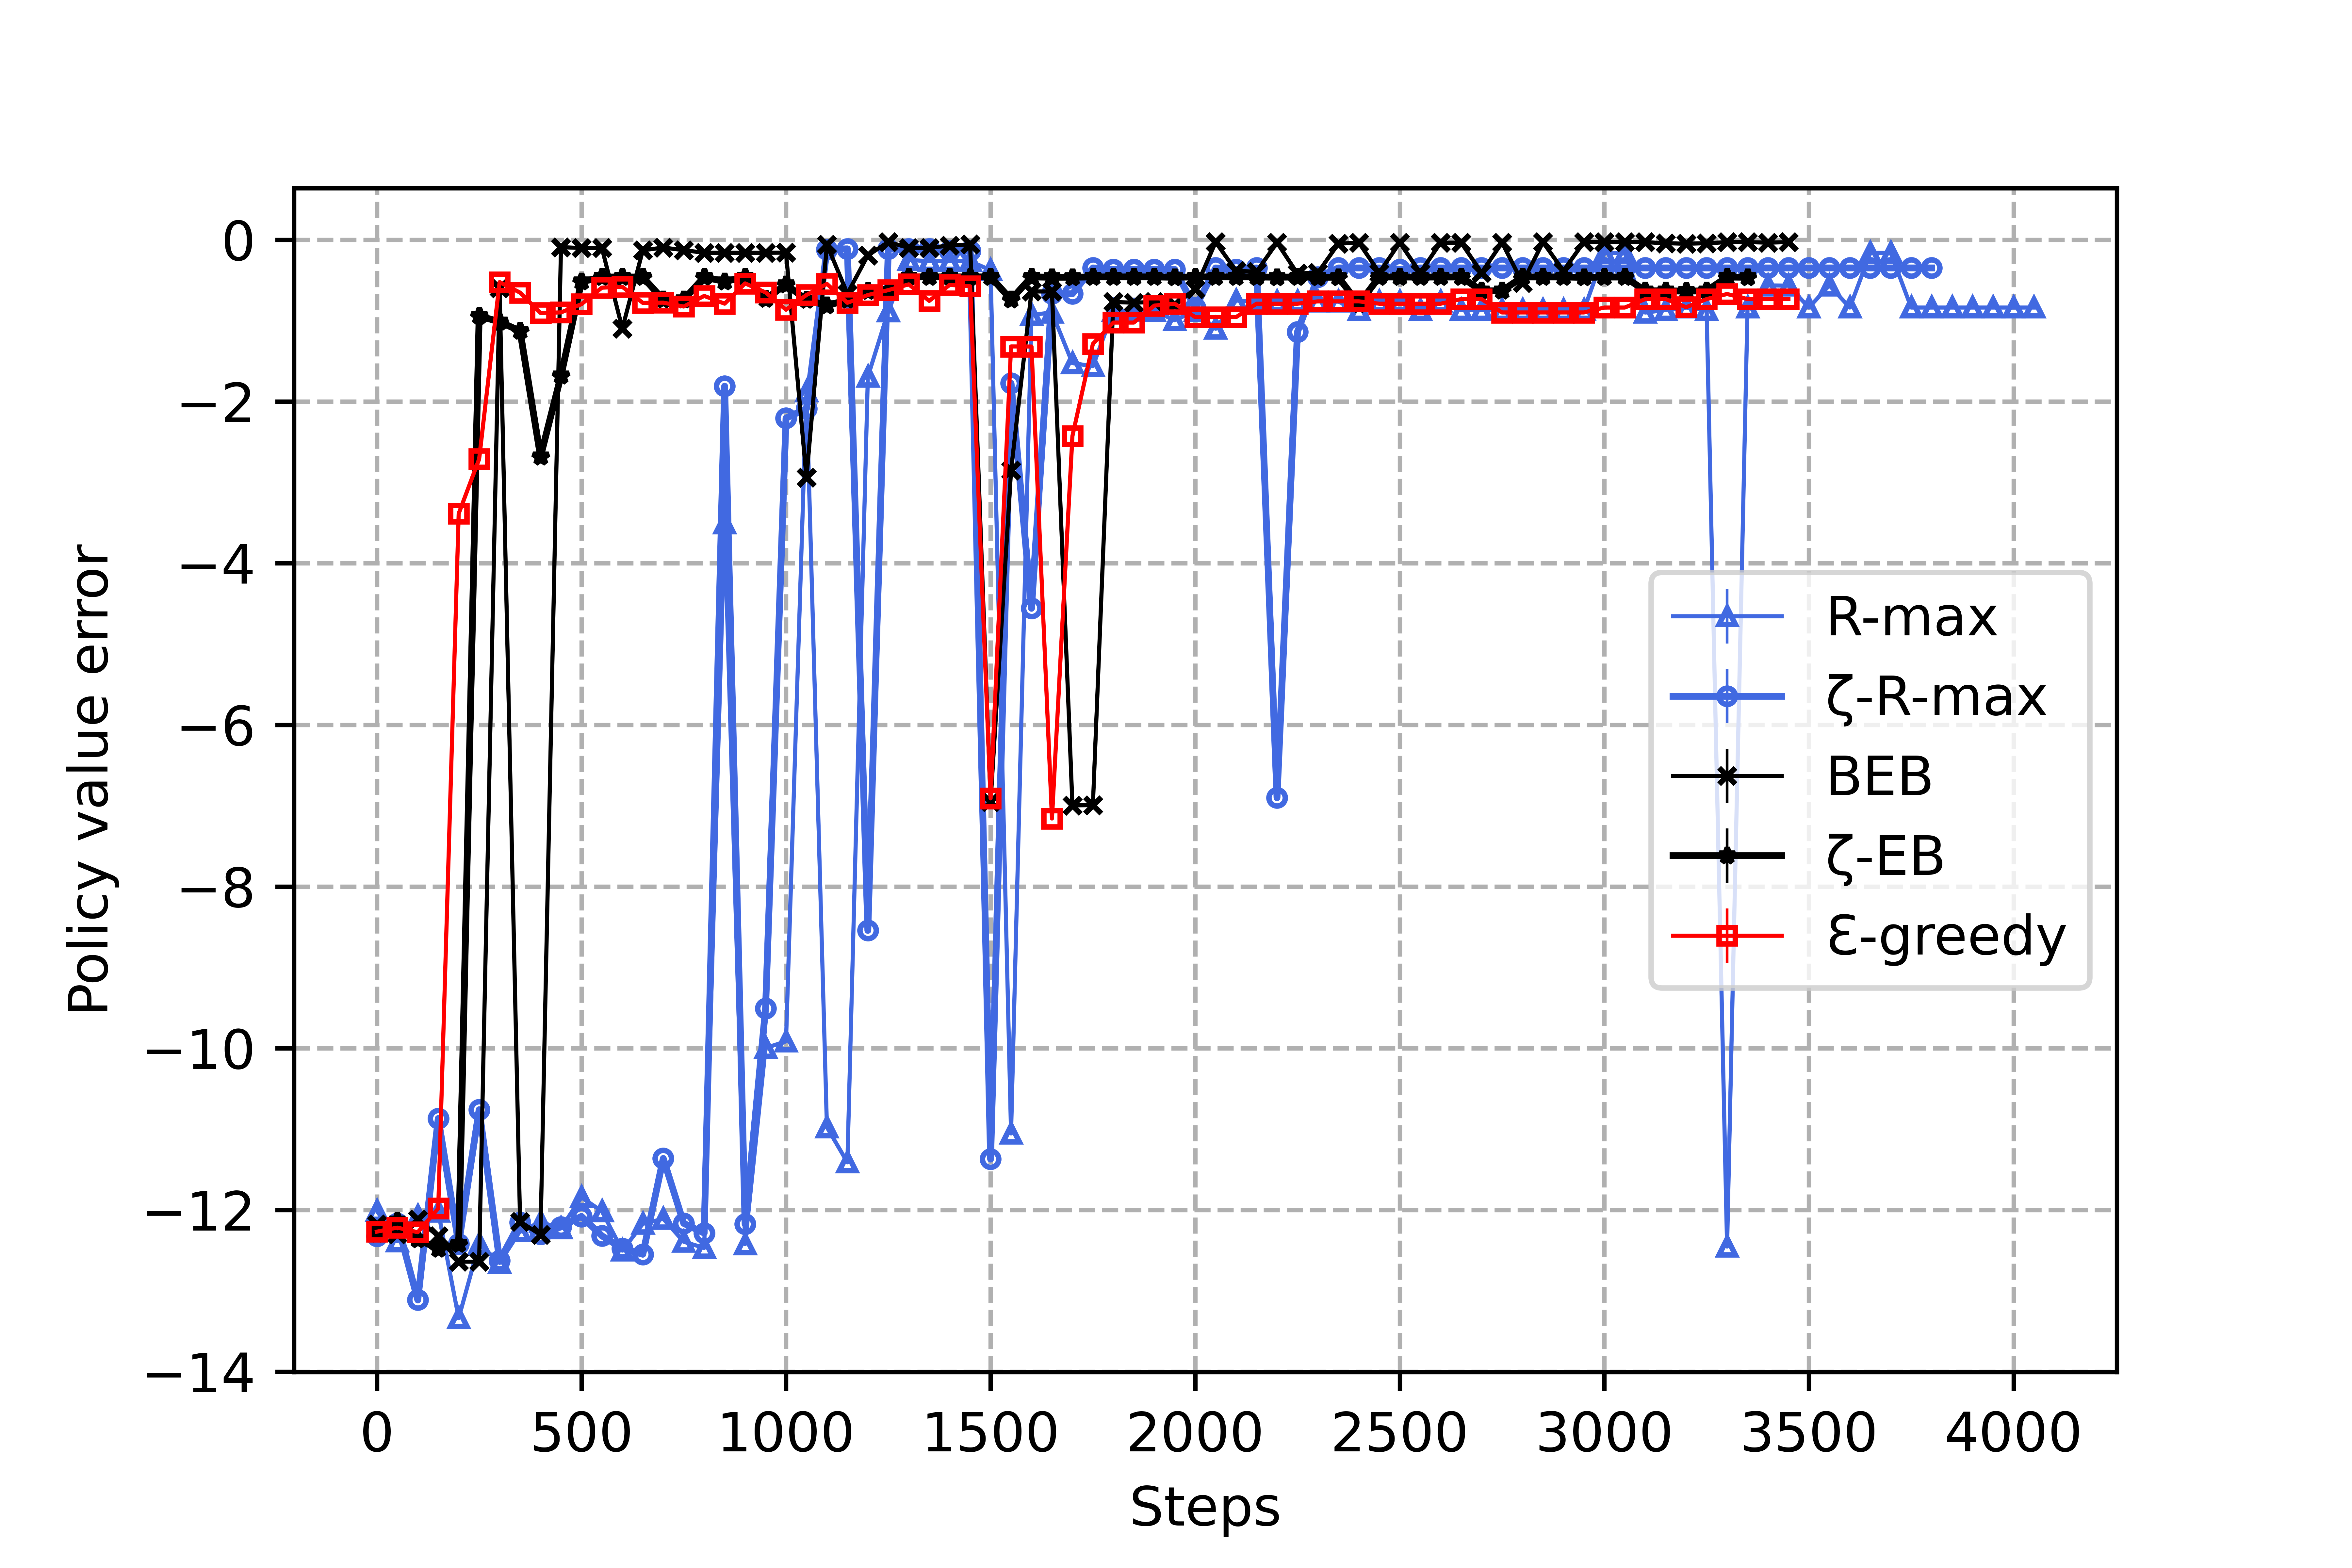 Policy value error
0
−2
−4
−6
−8
−10
−12
−14
0 500 1000 1500 2000 2500 3000 3500 4000
Steps
R-max
ζ-R-max
BEB
ζ-EB
Ɛ-greedy